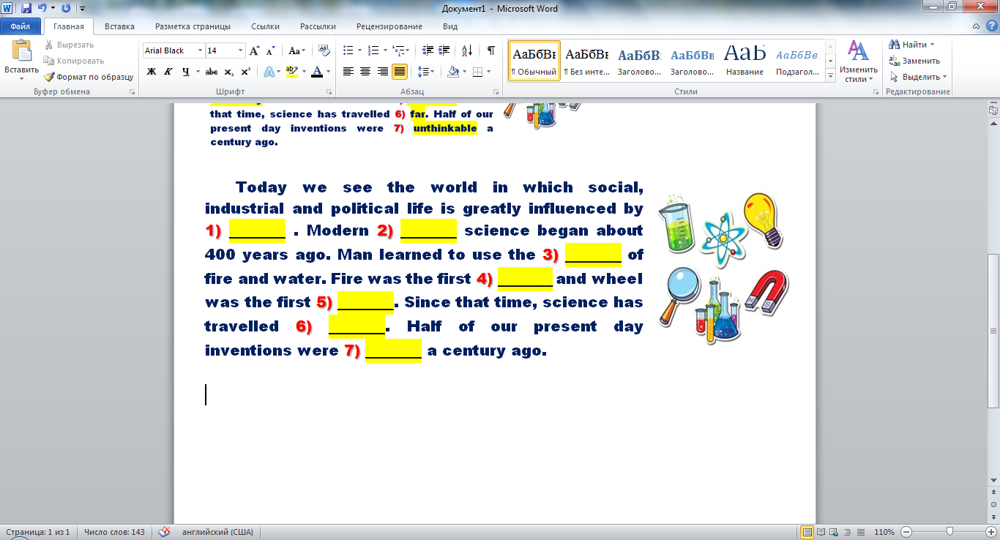 Документ1 - Microsoft Word
Файл Главная Вставка Разметка страницы Ссылки Рассылки Рецензирование Вид
Вставить
Вырезать
Копировать
Формат по образцу
Буфер обмена
Arial Black 14
Шрифт
Абзац
АаБбВв АаБбВв АаБбВ АаБбВв АаБ АаБбВв
¶ Обычный ¶ Без инте... Заголово... Заголово... Название Подзагол...
Стили
Изменить
стили
Найти
Заменить
Выделить
Редактирование
that time, science has travelled 6) far. Half of our
present day inventions were 7) unthinkable a
century ago.
Today we see the world in which social,
industrial and political life is greatly influenced by
1) _______ . Modern 2) _______ science began about
400 years ago. Man learned to use the 3) _______ of
fire and water. Fire was the first 4) _______ and wheel
was the first 5) _______. Since that time, science has
travelled 6) _______. Half of our present day
inventions were 7) _______ a century ago.
N S
Страница: 1 из 1 Число слов: 143 английский (США) 110%